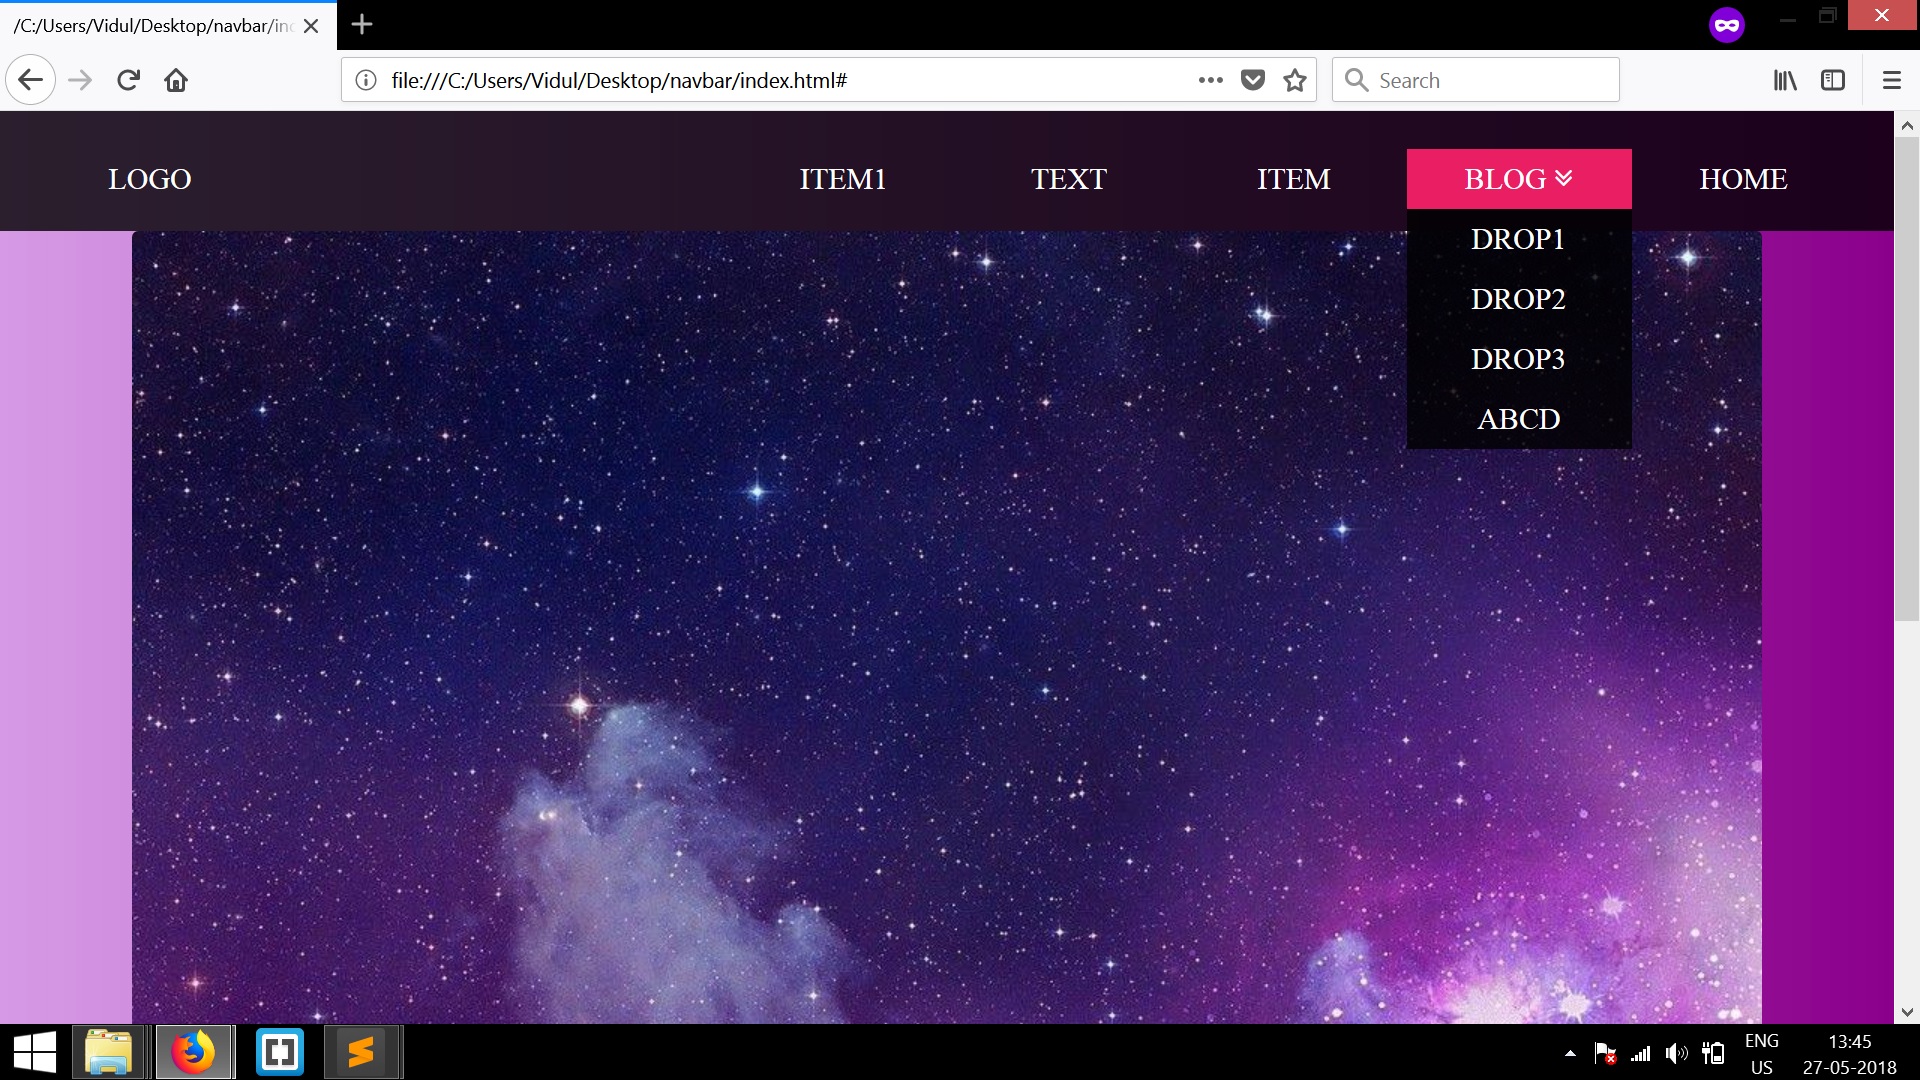 /C:/Users/Vidul/Desktop/navbar/in
file:///C:/Users/Vidul/Desktop/navbar/index.html#
Search
LOGO
ITEM1
TEXT
ITEM
BLOG
HOME
DROP1
DROP2
DROP3
ABCD
ENG
US
13:45
27-05-2018